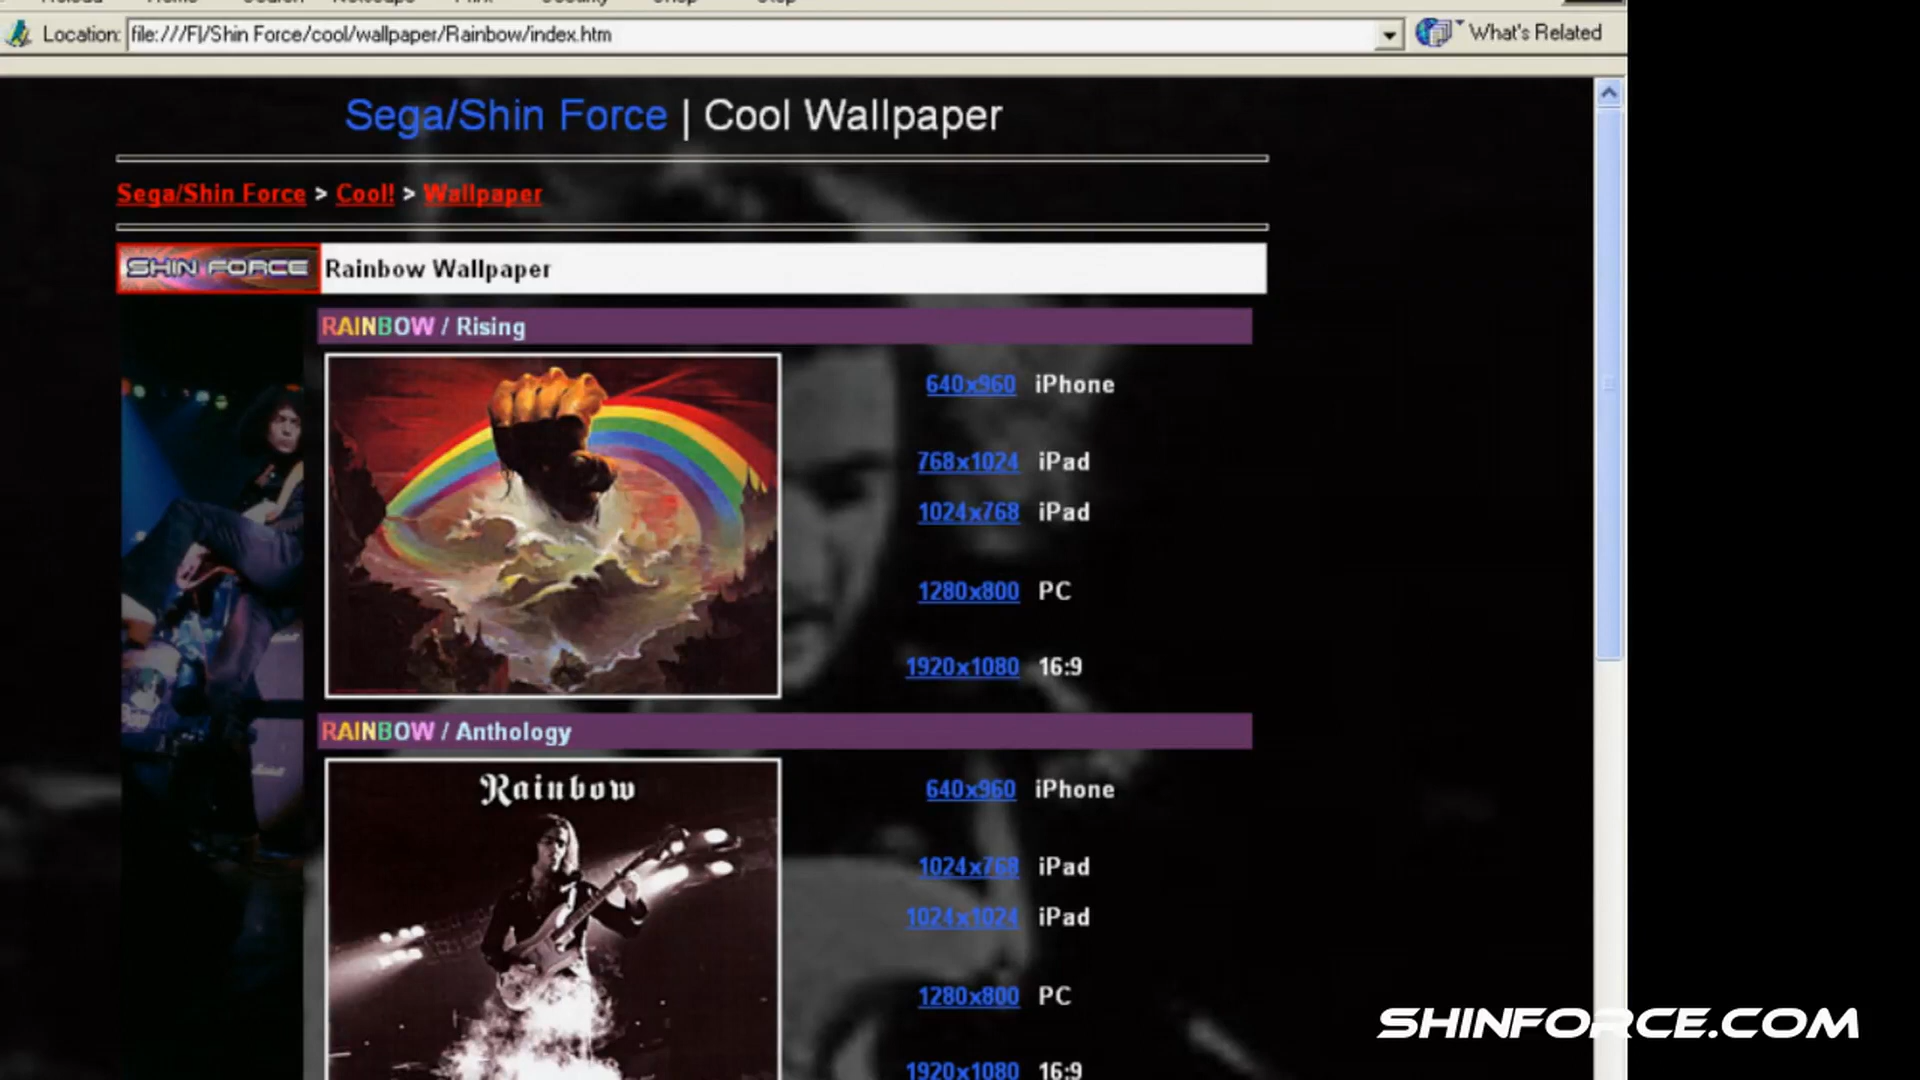 Location: file:///F|/Shin Force/cool/wallpaper/Rainbow/index.htm What's Related
Sega/Shin Force | Cool Wallpaper
Sega/Shin Force > Cool! > Wallpaper
SHIN FORCE Rainbow Wallpaper
RAINBOW / Rising
640x960 iPhone
768x1024 iPad
1024x768 iPad
1280x800 PC
1920x1080 16:9
RAINBOW / Anthology
Rainbow
640x960 iPhone
1024x768 iPad
1024x1024 iPad
1280x800 PC
SHINFORCE.COM
1920x1080 16:9